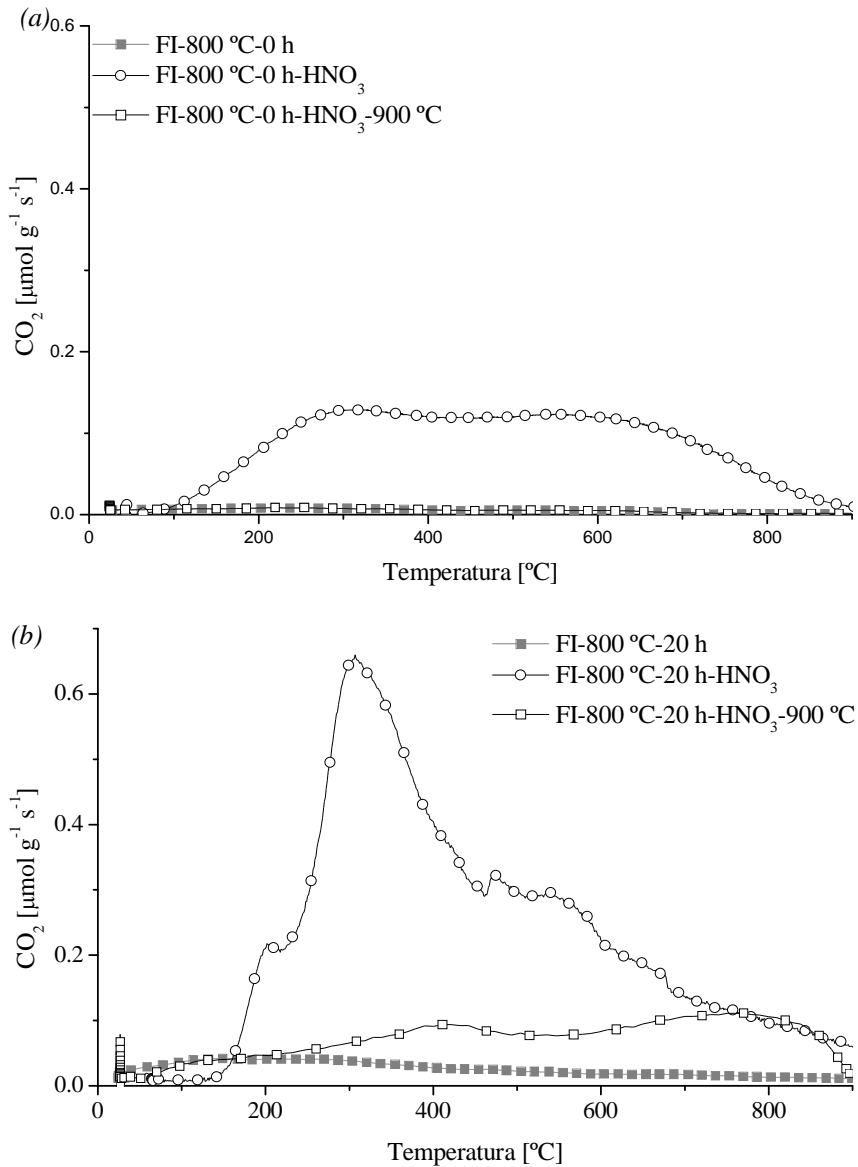 (a)
0.6
FI-800 ºC-0 h
FI-800 ºC-0 h-HNO₃
FI-800 ºC-0 h-HNO₃-900 ºC
0.4
CO₂ [µmol g⁻¹ s⁻¹]
0.2
0.0
0 200 400 600 800
Temperatura [ºC]
(b)
FI-800 ºC-20 h
FI-800 ºC-20 h-HNO₃
FI-800 ºC-20 h-HNO₃-900 ºC
0.6
0.4
CO₂ [µmol g⁻¹ s⁻¹]
0.2
0.0
0 200 400 600 800
Temperatura [ºC]